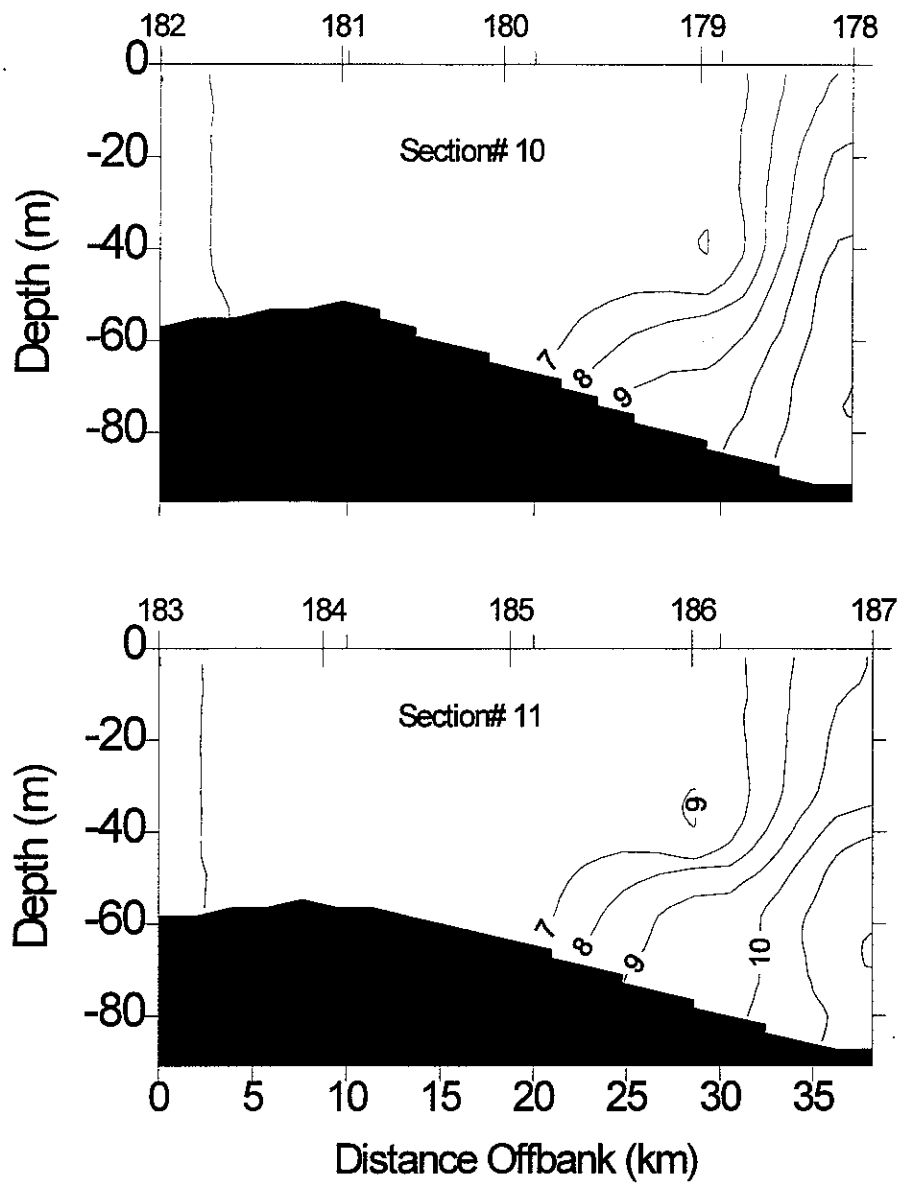 182 181 180 179 178
0
-20
-40
-60
-80
Depth (m)
Section# 10
7 8 9
183 184 185 186 187
0
-20
-40
-60
-80
Depth (m)
Section# 11
9
7 8 9 10
0 5 10 15 20 25 30 35
Distance Offbank (km)